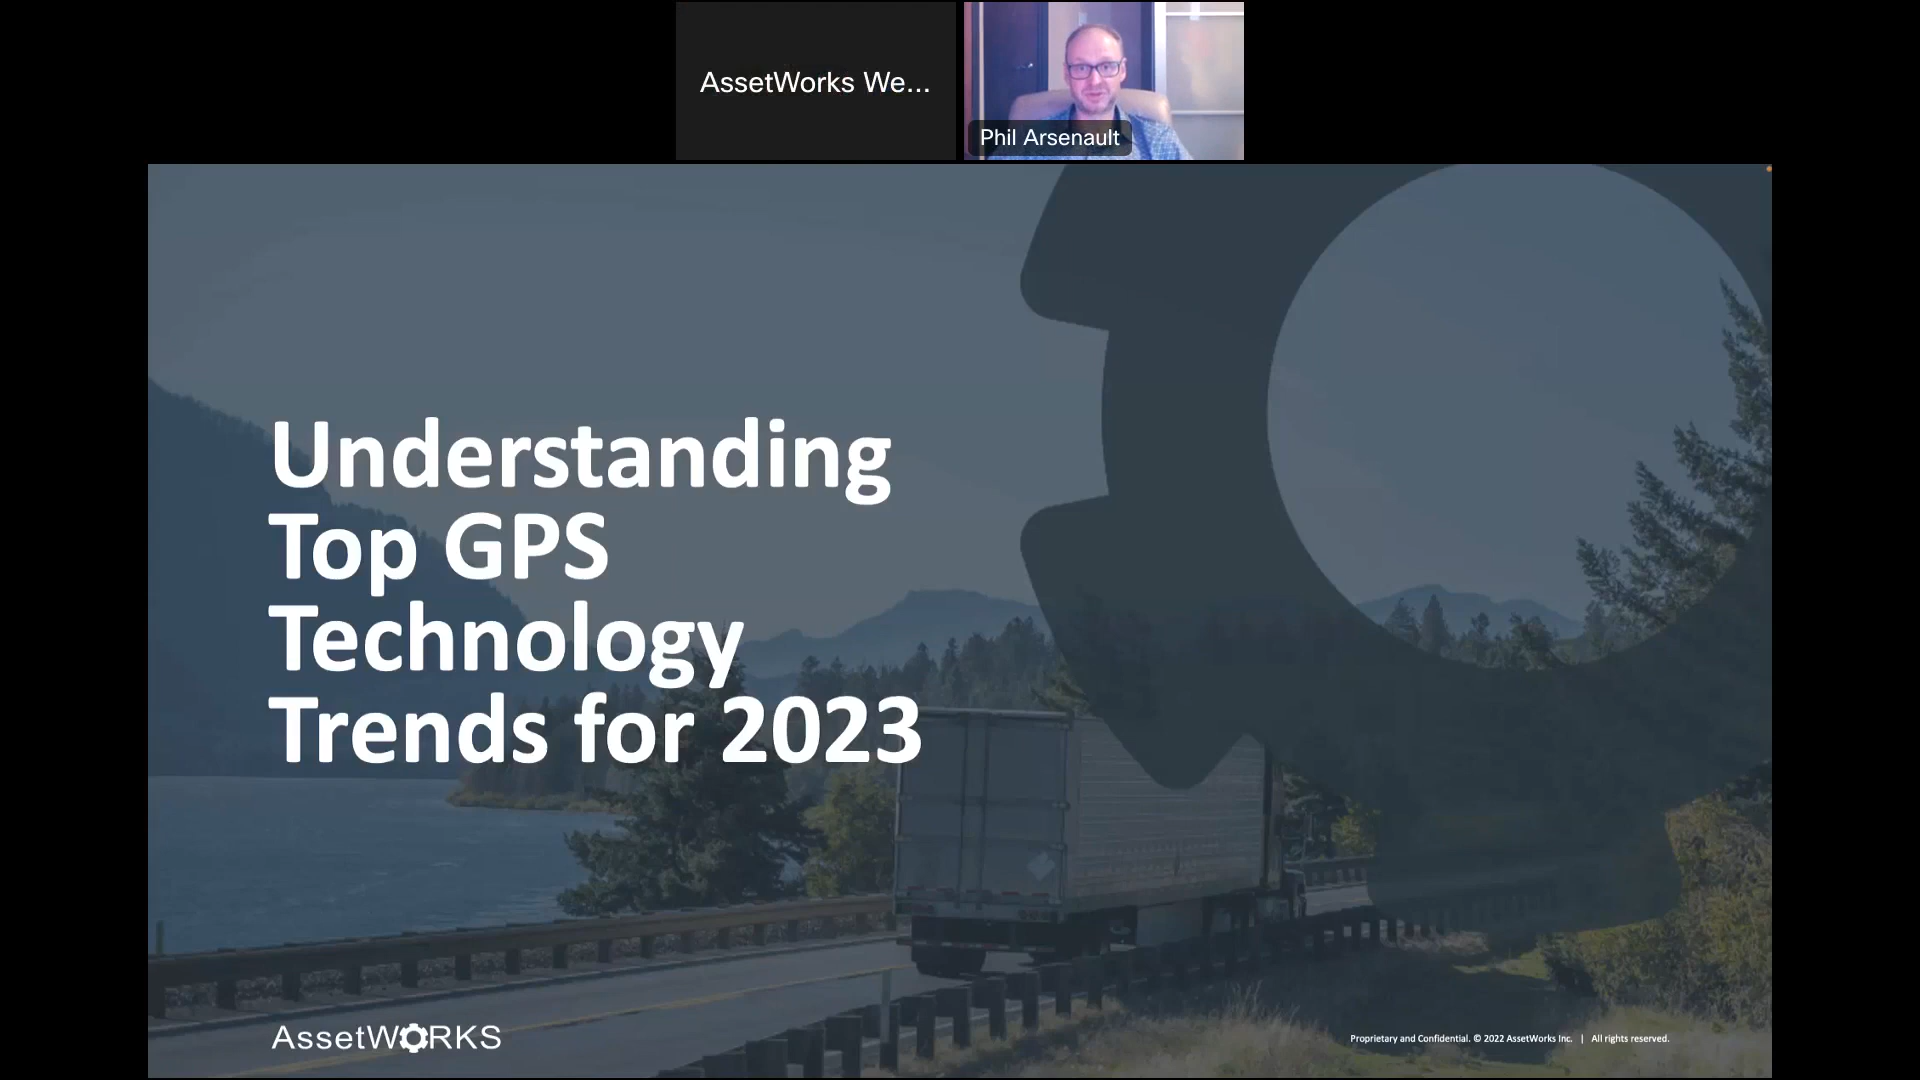 AssetWorks We...
Phil Arsenault
Understanding
Top GPS
Technology
Trends for 2023
AssetWORKS
Proprietary and Confidential. © 2022 AssetWorks Inc. | All rights reserved.